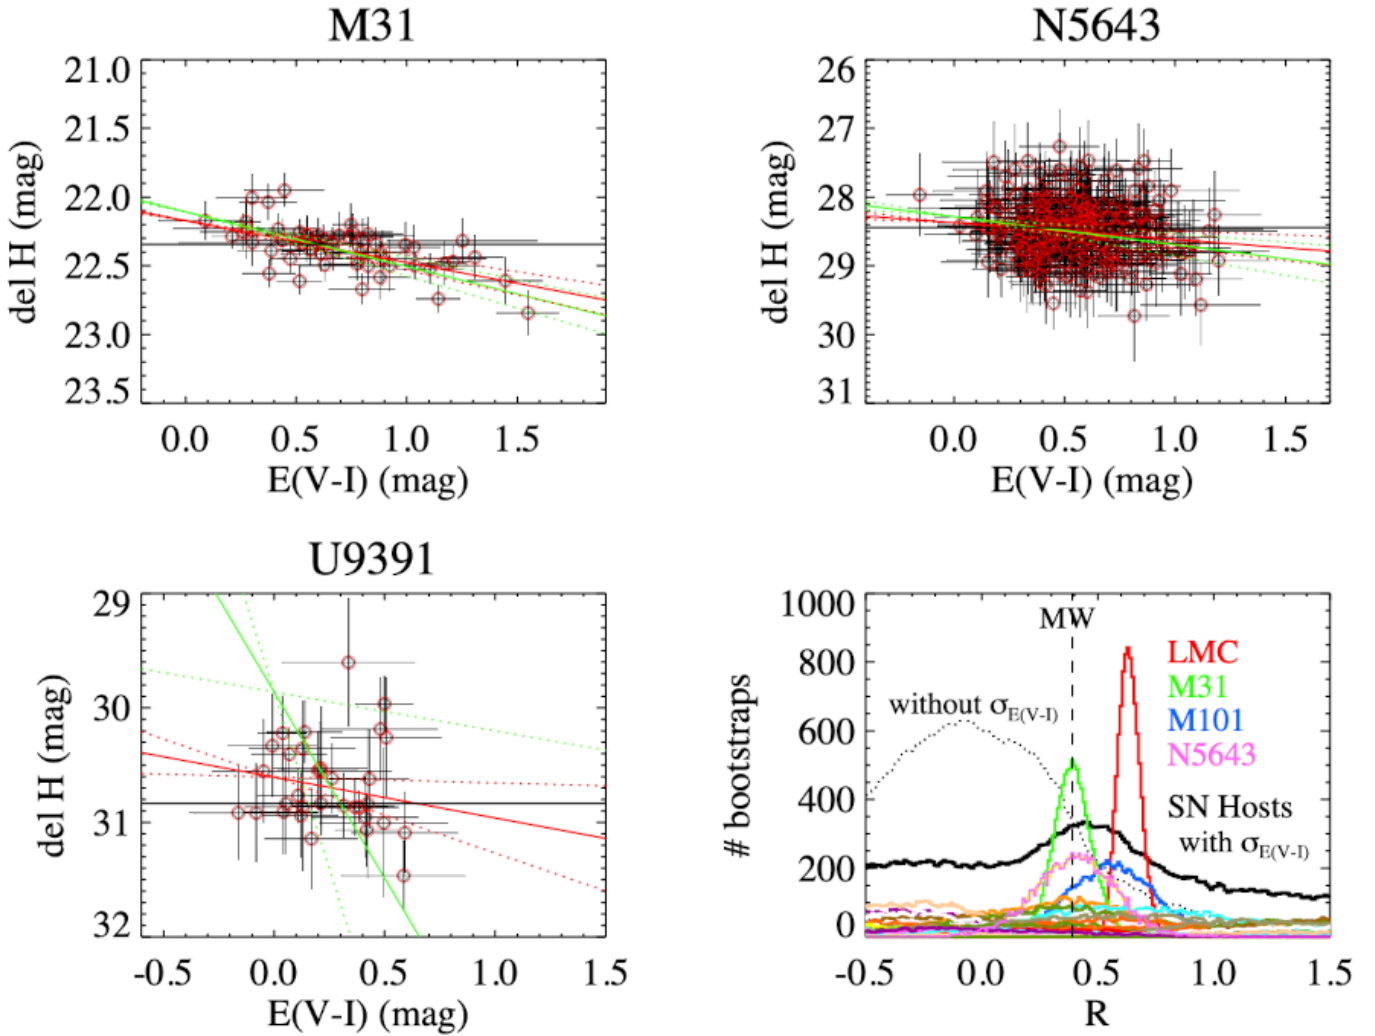 M31
21.0
21.5
22.0
22.5
23.0
23.5
del H (mag)
0.0 0.5 1.0 1.5
E(V-I) (mag)
N5643
26
27
28
29
30
31
del H (mag)
0.0 0.5 1.0 1.5
E(V-I) (mag)
U9391
29
30
31
32
del H (mag)
-0.5 0.0 0.5 1.0 1.5
E(V-I) (mag)
1000
800
600
400
200
0
# bootstraps
MW
LMC
M31
M101
N5643
without σE(V-I)
SN Hosts
with σE(V-I)
-0.5 0.0 0.5 1.0 1.5
R